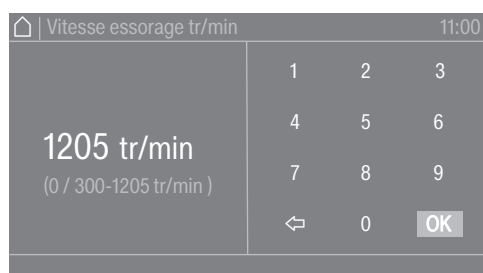 Vitesse essorage tr/min 11:00
1 2 3
4 5 6
1205 tr/min
(0 / 300-1205 tr/min )
7 8 9
0 OK